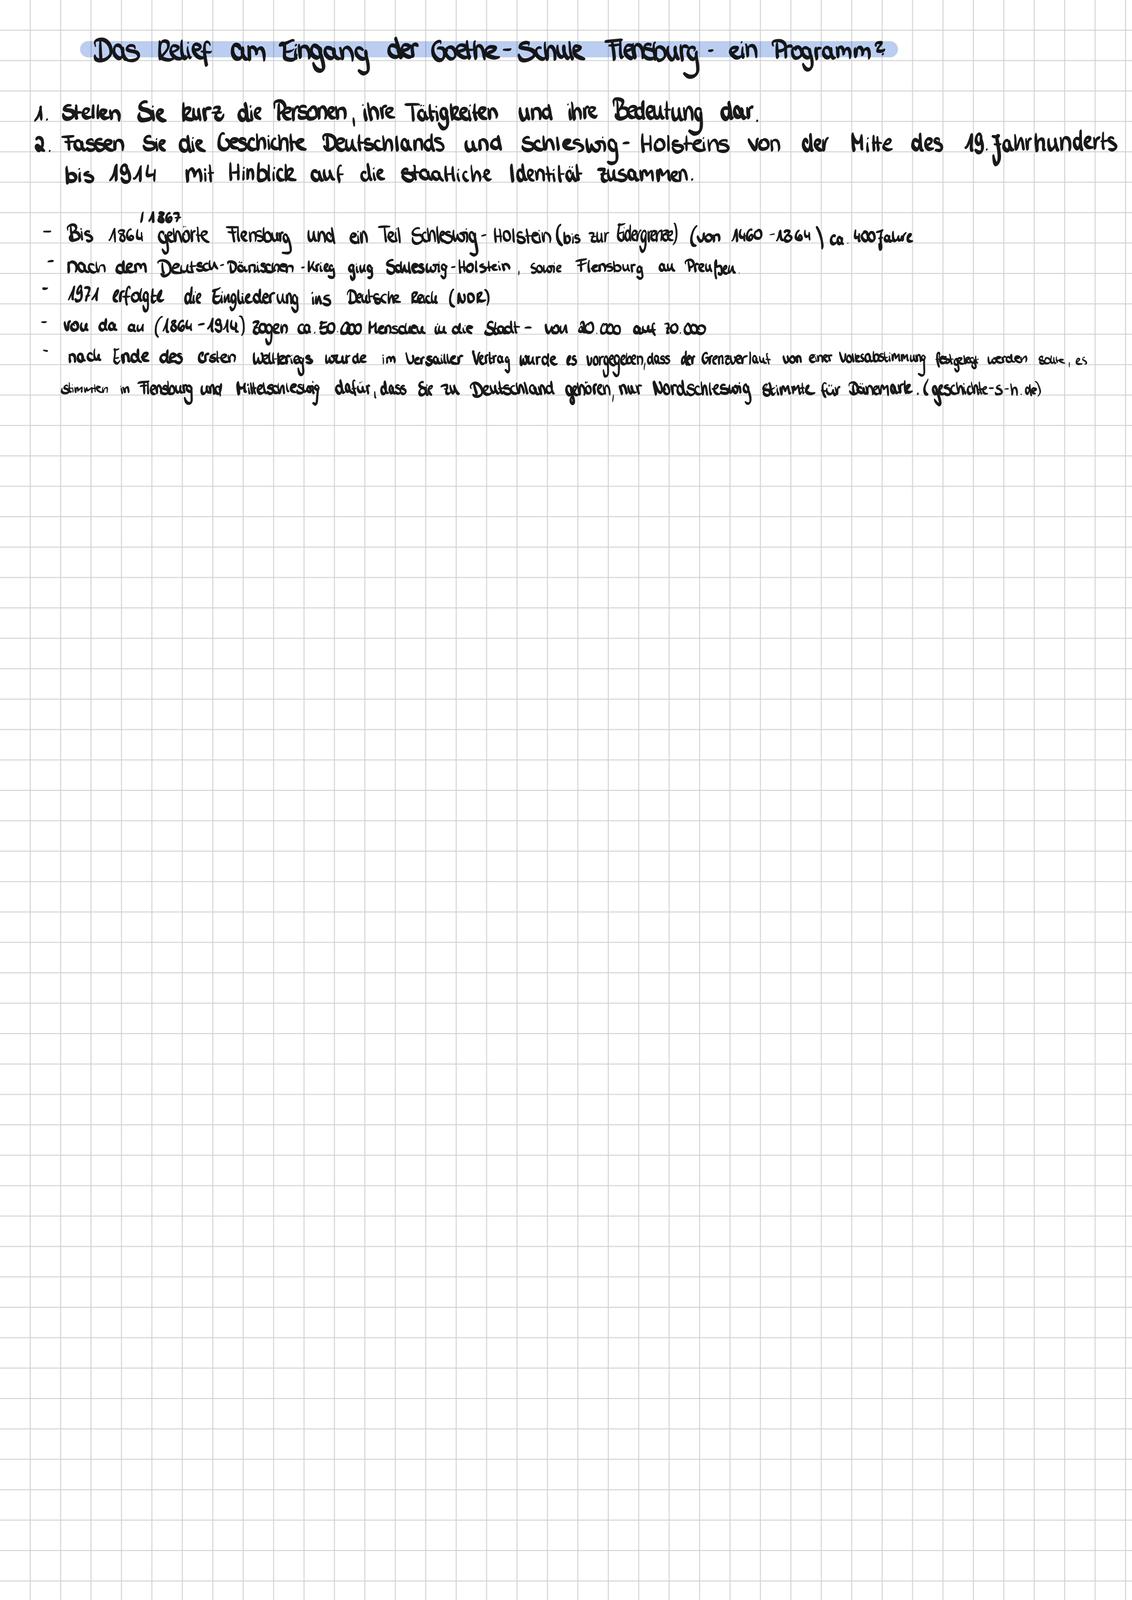 Das Relief am Eingang der Goethe-Schule Flensburg - ein Programm?
1. Stellen Sie kurz die Personen, ihre Tätigkeiten und ihre Bedeutung dar.
2. Fassen Sie die Geschichte Deutschlands und Schleswig-Holsteins von der Mitte des 19. Jahrhunderts
bis 1914 mit Hinblick auf die staatliche Identität zusammen.
/1867
- Bis 1864 gehörte Flensburg und ein Teil Schleswig-Holstein (bis zur Edergrenze) (von 1460-1864) ca. 400 Jahre
- nach dem Deutsch-Dänischen-Krieg ging Schleswig-Holstein, sowie Flensburg an Preußen.
- 1971 erfolgte die Eingliederung ins Deutsche Reich (NDR)
- von da an (1864-1914) zogen ca. 50.000 Menschen in die Stadt - von 20.000 auf 70.000
- nach Ende des ersten Weltkriegs wurde im Versailler Vertrag wurde es vorgegeben, dass der Grenzverlauf von einer Volksabstimmung festgelegt werden sollte, es
stimmten in Flensburg und Mittelschleswig dafür, dass Sie zu Deutschland gehören, nur Nordschleswig stimmte für Dänemark. (geschichte-s-h.de)